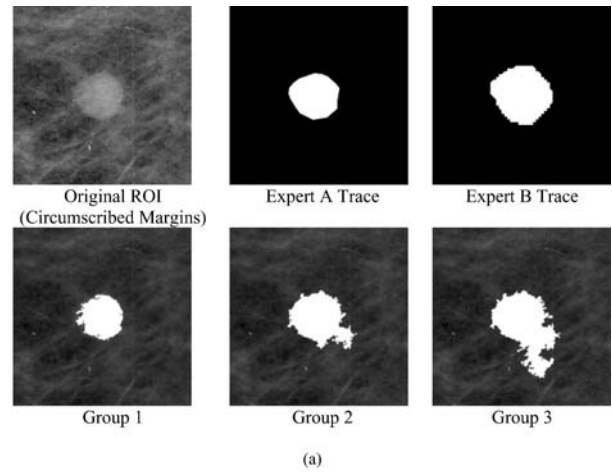 Original ROI
(Circumscribed Margins)
Expert A Trace
Expert B Trace
Group 1
Group 2
Group 3
(a)